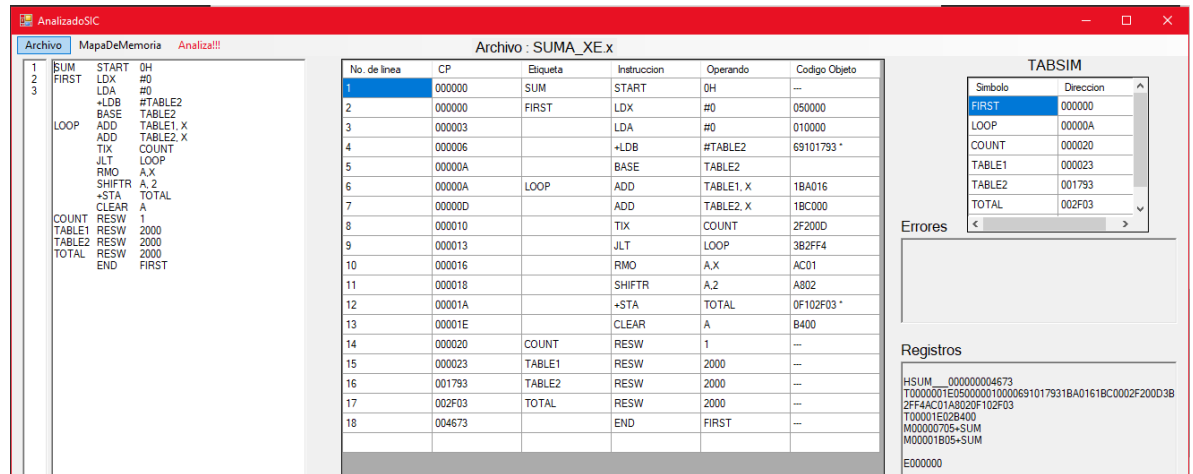 AnalizadoSIC
Archivo MapaDeMemoria Analiza!!!
Archivo : SUMA_XE.x
1 SUM START 0H
2 FIRST LDX #0
3 LDA #0
+LDB #TABLE2
BASE TABLE2
LOOP ADD TABLE1, X
ADD TABLE2, X
TIX COUNT
JLT LOOP
RMO A,X
SHIFTR A, 2
+STA TOTAL
CLEAR A
COUNT RESW 1
TABLE1 RESW 2000
TABLE2 RESW 2000
TOTAL RESW 2000
END FIRST
No. de linea CP Etiqueta Instruccion Operando Codigo Objeto
1 000000 SUM START 0H ---
2 000000 FIRST LDX #0 050000
3 000003 LDA #0 010000
4 000006 +LDB #TABLE2 69101793 *
5 00000A BASE TABLE2
6 00000A LOOP ADD TABLE1, X 1BA016
7 00000D ADD TABLE2, X 1BC000
8 000010 TIX COUNT 2F200D
9 000013 JLT LOOP 3B2FF4
10 000016 RMO A,X AC01
11 000018 SHIFTR A,2 A802
12 00001A +STA TOTAL 0F102F03 *
13 00001E CLEAR A B400
14 000020 COUNT RESW 1 ---
15 000023 TABLE1 RESW 2000 ---
16 001793 TABLE2 RESW 2000 ---
17 002F03 TOTAL RESW 2000 ---
18 004673 END FIRST ---
TABSIM
Simbolo Direccion
FIRST 000000
LOOP 00000A
COUNT 000020
TABLE1 000023
TABLE2 001793
TOTAL 002F03
Errores
Registros
HSUM___000000004673
T0000001E050000010000691017931BA0161BC0002F200D3B
2FF4AC01A8020F102F03
T00001E02B400
M00000705+SUM
M00001B05+SUM
E000000